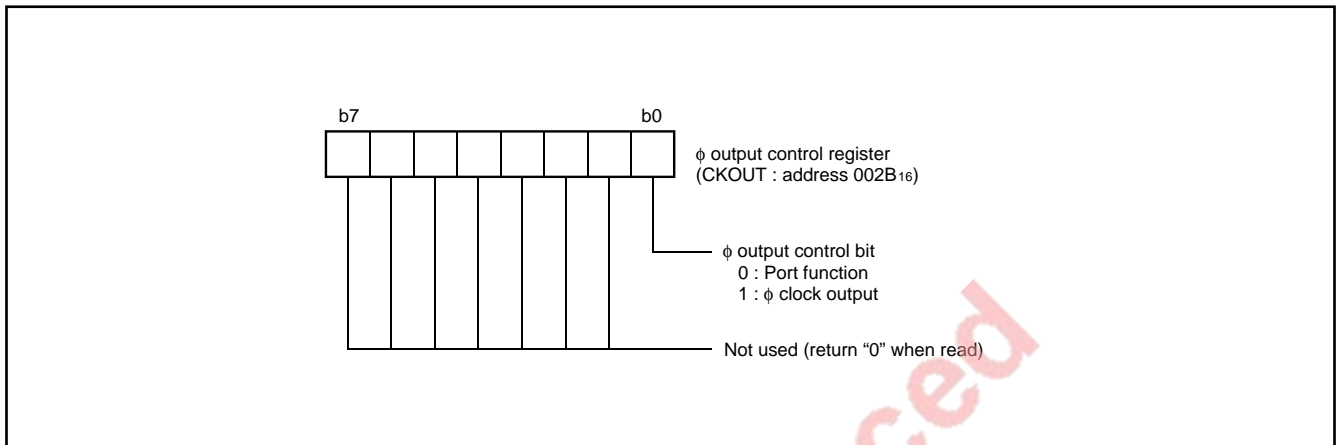 b7 b0
ϕ output control register
(CKOUT : address 002B₁₆)
ϕ output control bit
0 : Port function
1 : ϕ clock output
Not used (return “0” when read)